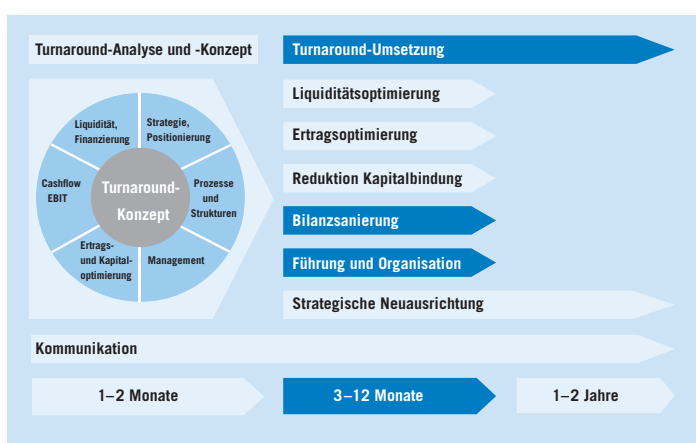 Turnaround-Analyse und -Konzept
Turnaround-Umsetzung
Liquidität,
Finanzierung
Strategie,
Positionierung
Cashflow
EBIT
Turnaround-
Konzept
Prozesse
und
Strukturen
Ertrags-
und Kapital-
optimierung
Management
Liquiditätsoptimierung
Ertragsoptimierung
Reduktion Kapitalbindung
Bilanzsanierung
Führung und Organisation
Strategische Neuausrichtung
Kommunikation
1–2 Monate
3–12 Monate
1–2 Jahre